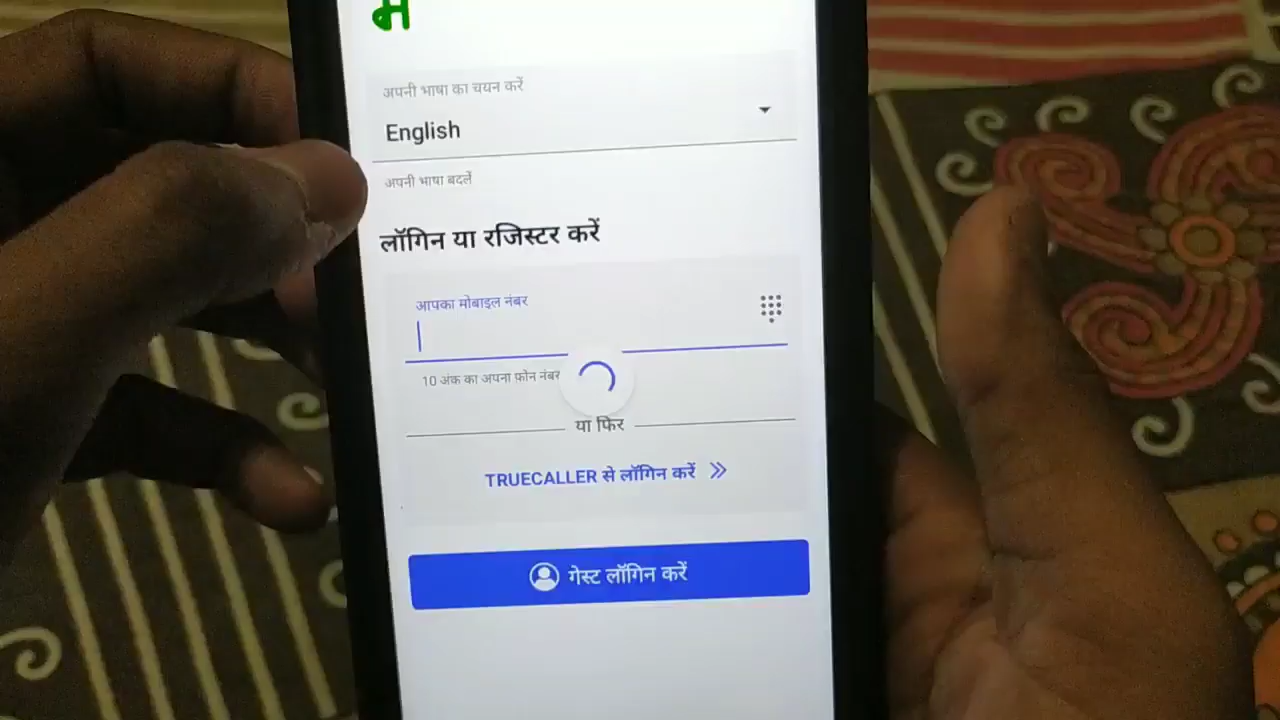 अपनी भाषा का चयन करें
English
अपनी भाषा बदलें
लॉगिन या रजिस्टर करें
आपका मोबाइल नंबर
10 अंक का अपना फ़ोन नंबर
या फिर
TRUECALLER से लॉगिन करें
गेस्ट लॉगिन करें